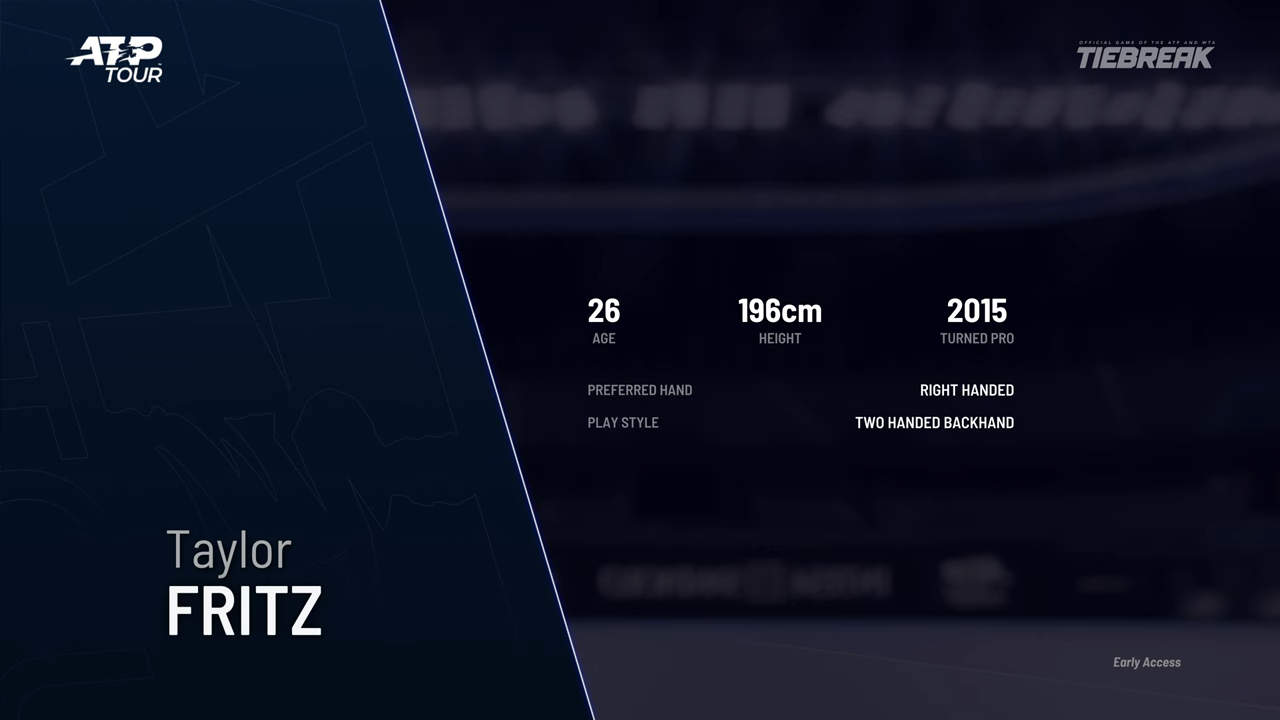 ATP
TOUR
OFFICIAL GAME OF THE ATP AND WTA
TIEBREAK
26
196cm
2015
AGE
HEIGHT
TURNED PRO
PREFERRED HAND
RIGHT HANDED
PLAY STYLE
TWO HANDED BACKHAND
Taylor
FRITZ
Early Access